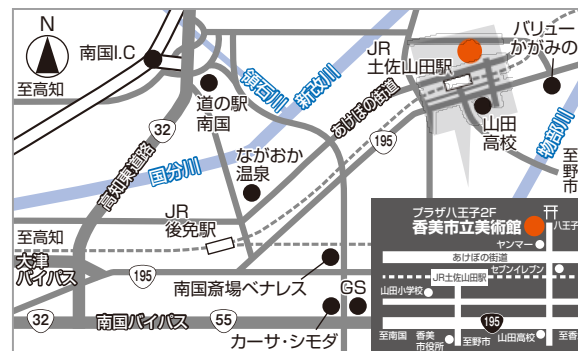 N
南国I.C
至高知
道の駅
南国
32
領石川
新改川
国分川
高知東道路
ながおか
温泉
あけぼの街道
195
JR
土佐山田駅
バリュー
かがみの
山田
高校
物部川
至
野
市
JR
後免駅
至高知
大津
バイパス
195
南国斎場ベナレス
GS
32
南国バイパス
55
カーサ・シモダ
プラザ八王子2F
香美市立美術館
八王子
ヤンマー
あけぼの街道
セブンイレブン
JR土佐山田駅
山田小学校
195
至南国
香美
市役所
至野市
山田高校
至香